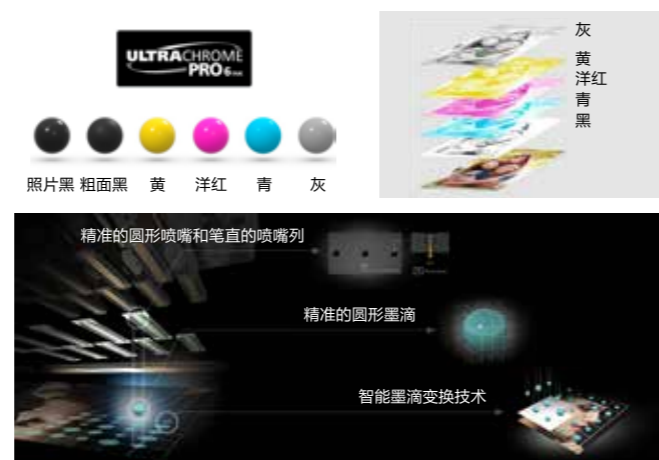 ULTRACHROME
PRO6 INK
照片黑 粗面黑 黄 洋红 青 灰
灰
黄
洋红
青
黑
精准的圆形喷嘴和笔直的喷嘴列
精准的圆形墨滴
智能墨滴变换技术